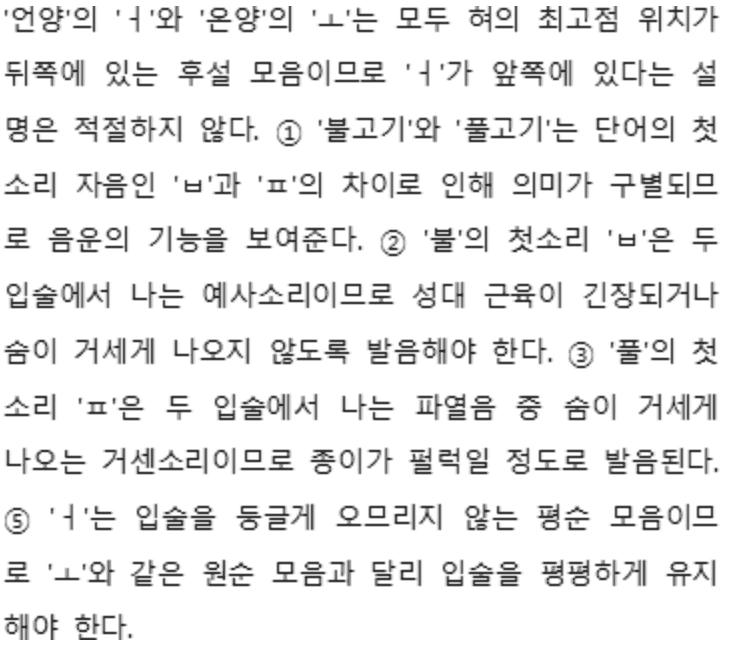 '언양'의 'ㅓ'와 '온양'의 'ㅗ'는 모두 혀의 최고점 위치가
뒤쪽에 있는 후설 모음이므로 'ㅓ'가 앞쪽에 있다는 설
명은 적절하지 않다. ① '불고기'와 '풀고기'는 단어의 첫
소리 자음인 'ㅂ'과 'ㅍ'의 차이로 인해 의미가 구별되므
로 음운의 기능을 보여준다. ② '불'의 첫소리 'ㅂ'은 두
입술에서 나는 예사소리이므로 성대 근육이 긴장되거나
숨이 거세게 나오지 않도록 발음해야 한다. ③ '풀'의 첫
소리 'ㅍ'은 두 입술에서 나는 파열음 중 숨이 거세게
나오는 거센소리이므로 종이가 펄럭일 정도로 발음된다.
⑤ 'ㅓ'는 입술을 둥글게 오므리지 않는 평순 모음이므
로 'ㅗ'와 같은 원순 모음과 달리 입술을 평평하게 유지
해야 한다.